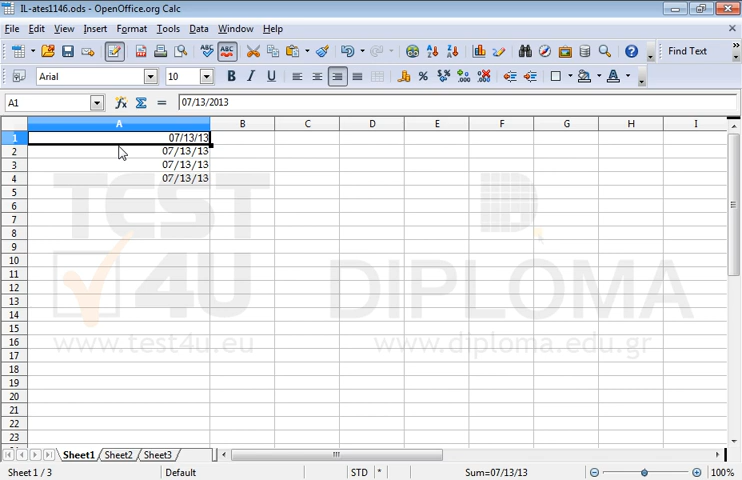 IL-ates1146.ods - OpenOffice.org Calc
File Edit View Insert Format Tools Data Window Help
Find Text
Arial 10 B I U
A1 07/13/2013
A B C D E F G H I
1 07/13/13
2 07/13/13
3 07/13/13
4 07/13/13
5
6
7
8
9
10
11
12
13
14
15
16
17
18
19
20
21
22
23
TEST
4U DIPLOMA
www.test4u.eu www.diploma.edu.gr
Sheet1 Sheet2 Sheet3
Sheet 1 / 3 Default STD * Sum=07/13/13 100%